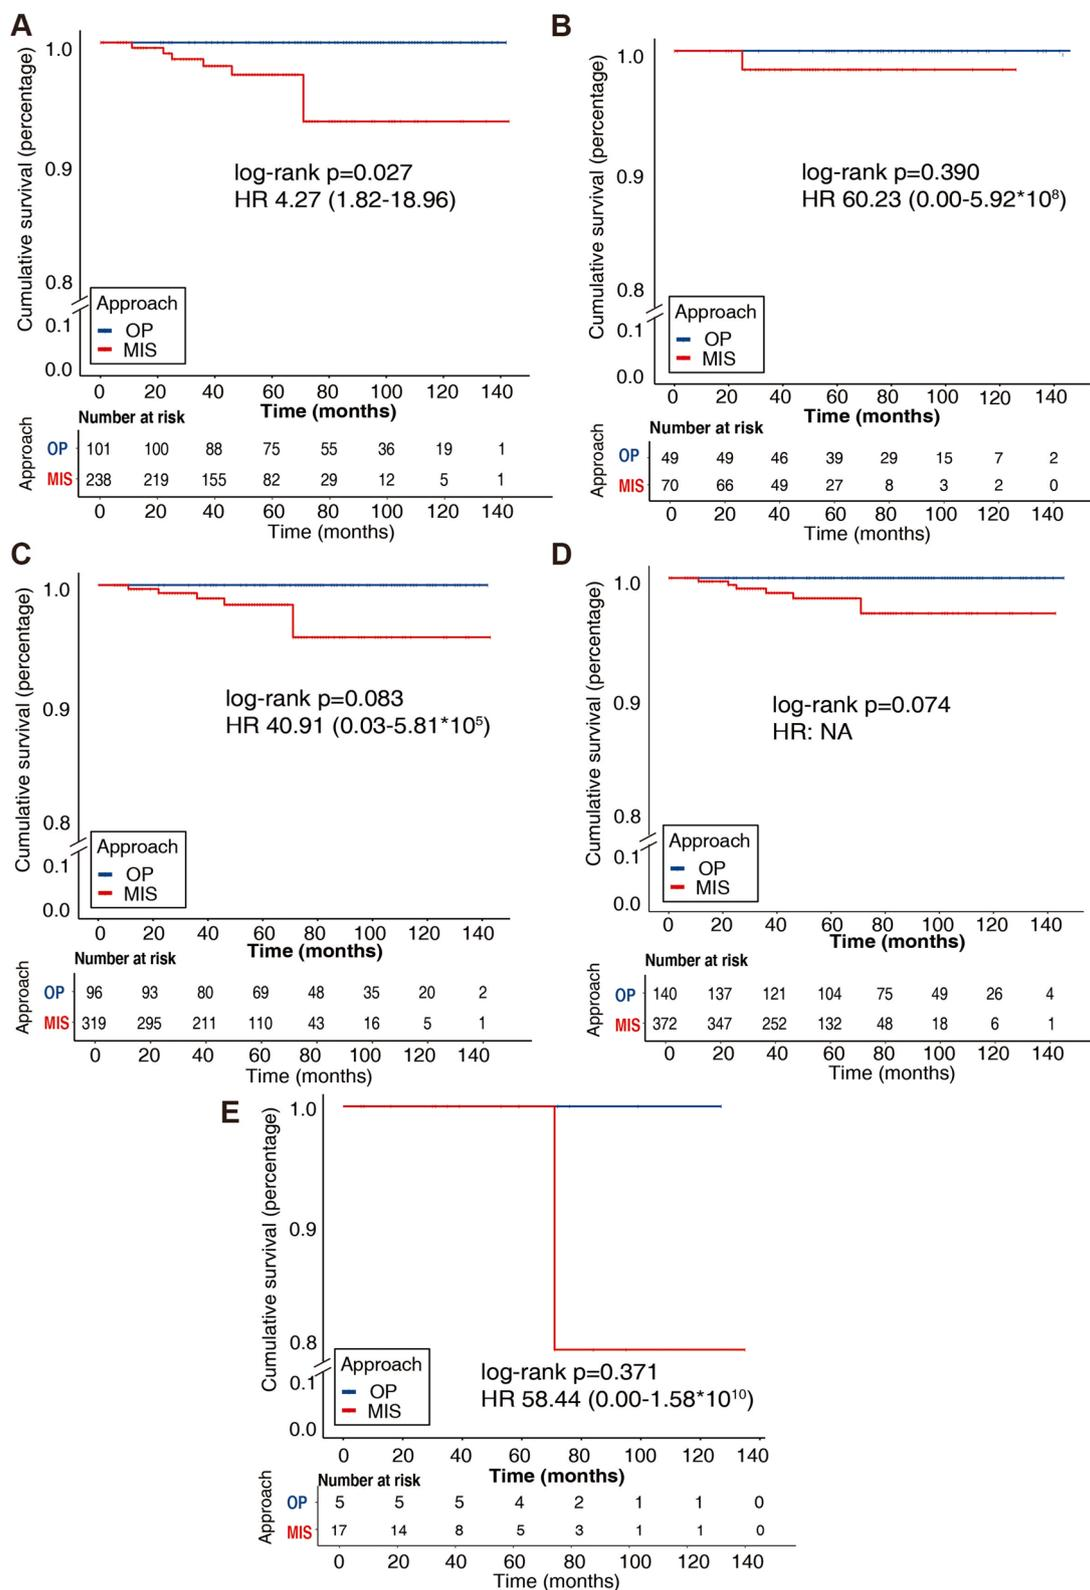 A
Cumulative survival (percentage)
1.0
0.9
0.8
0.1
0.0
log-rank p=0.027
HR 4.27 (1.82-18.96)
Approach
OP
MIS
0 20 40 60 80 100 120 140
Time (months)
Number at risk
Approach
OP 101 100 88 75 55 36 19 1
MIS 238 219 155 82 29 12 5 1
0 20 40 60 80 100 120 140
Time (months)
B
Cumulative survival (percentage)
1.0
0.9
0.8
0.1
0.0
log-rank p=0.390
HR 60.23 (0.00-5.92*10⁸)
Approach
OP
MIS
0 20 40 60 80 100 120 140
Time (months)
Number at risk
Approach
OP 49 49 46 39 29 15 7 2
MIS 70 66 49 27 8 3 2 0
0 20 40 60 80 100 120 140
Time (months)
C
Cumulative survival (percentage)
1.0
0.9
0.8
0.1
0.0
log-rank p=0.083
HR 40.91 (0.03-5.81*10⁵)
Approach
OP
MIS
0 20 40 60 80 100 120 140
Time (months)
Number at risk
Approach
OP 96 93 80 69 48 35 20 2
MIS 319 295 211 110 43 16 5 1
0 20 40 60 80 100 120 140
Time (months)
D
Cumulative survival (percentage)
1.0
0.9
0.8
0.1
0.0
log-rank p=0.074
HR: NA
Approach
OP
MIS
0 20 40 60 80 100 120 140
Time (months)
Number at risk
Approach
OP 140 137 121 104 75 49 26 4
MIS 372 347 252 132 48 18 6 1
0 20 40 60 80 100 120 140
Time (months)
E
Cumulative survival (percentage)
1.0
0.9
0.8
0.1
0.0
log-rank p=0.371
HR 58.44 (0.00-1.58*10¹⁰)
Approach
OP
MIS
0 20 40 60 80 100 120 140
Time (months)
Number at risk
Approach
OP 5 5 5 4 2 1 1 0
MIS 17 14 8 5 3 1 1 0
0 20 40 60 80 100 120 140
Time (months)